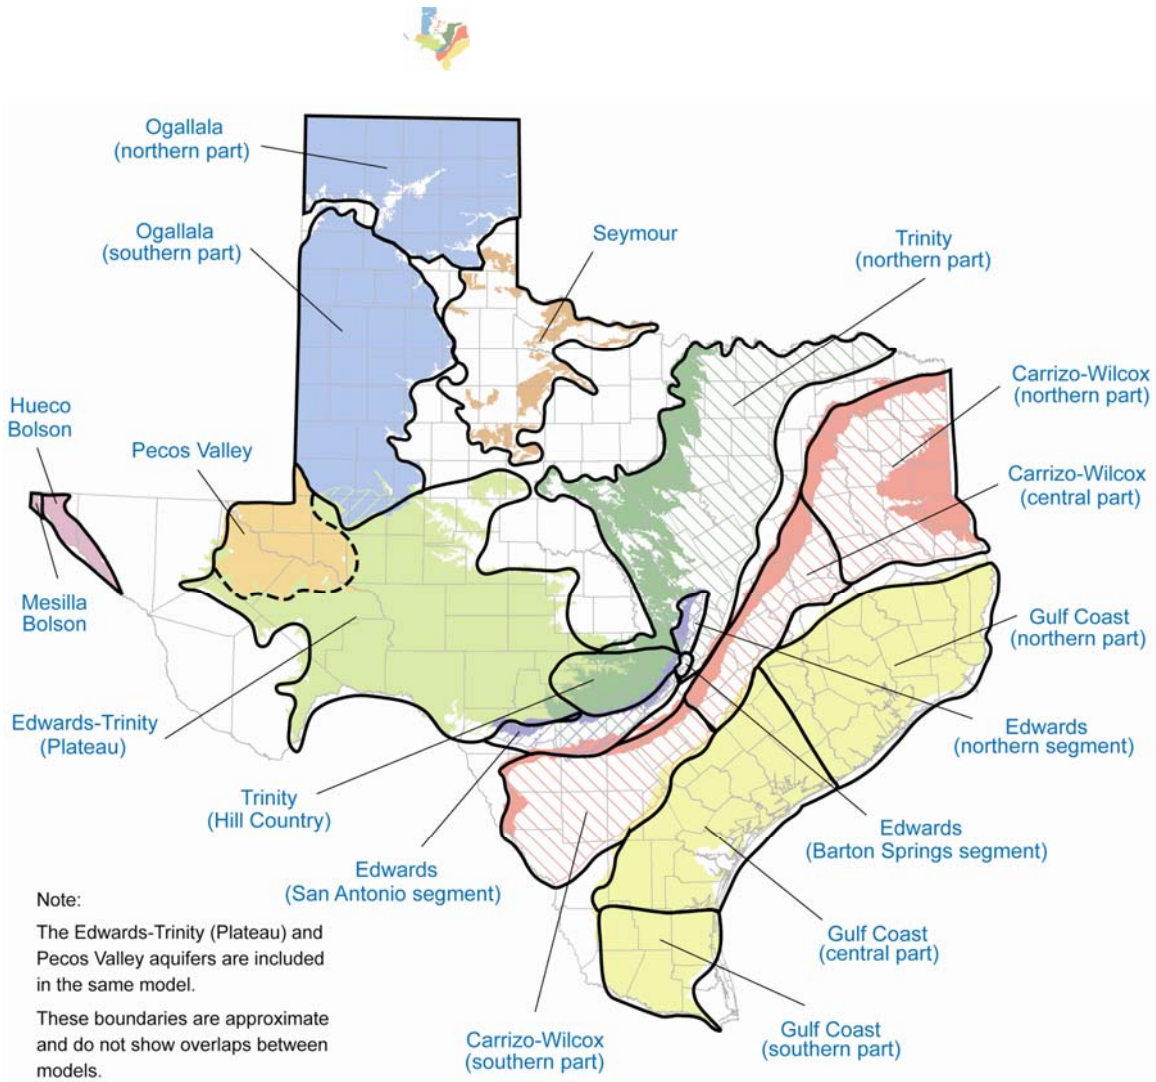 Ogallala
(northern part)
Ogallala
(southern part)
Seymour
Trinity
(northern part)
Carrizo-Wilcox
(northern part)
Hueco
Bolson
Pecos Valley
Carrizo-Wilcox
(central part)
Mesilla
Bolson
Gulf Coast
(northern part)
Edwards-Trinity
(Plateau)
Edwards
(northern segment)
Trinity
(Hill Country)
Edwards
(Barton Springs segment)
Edwards
(San Antonio segment)
Gulf Coast
(central part)
Carrizo-Wilcox
(southern part)
Gulf Coast
(southern part)
Note:
The Edwards-Trinity (Plateau) and
Pecos Valley aquifers are included
in the same model.
These boundaries are approximate
and do not show overlaps between
models.